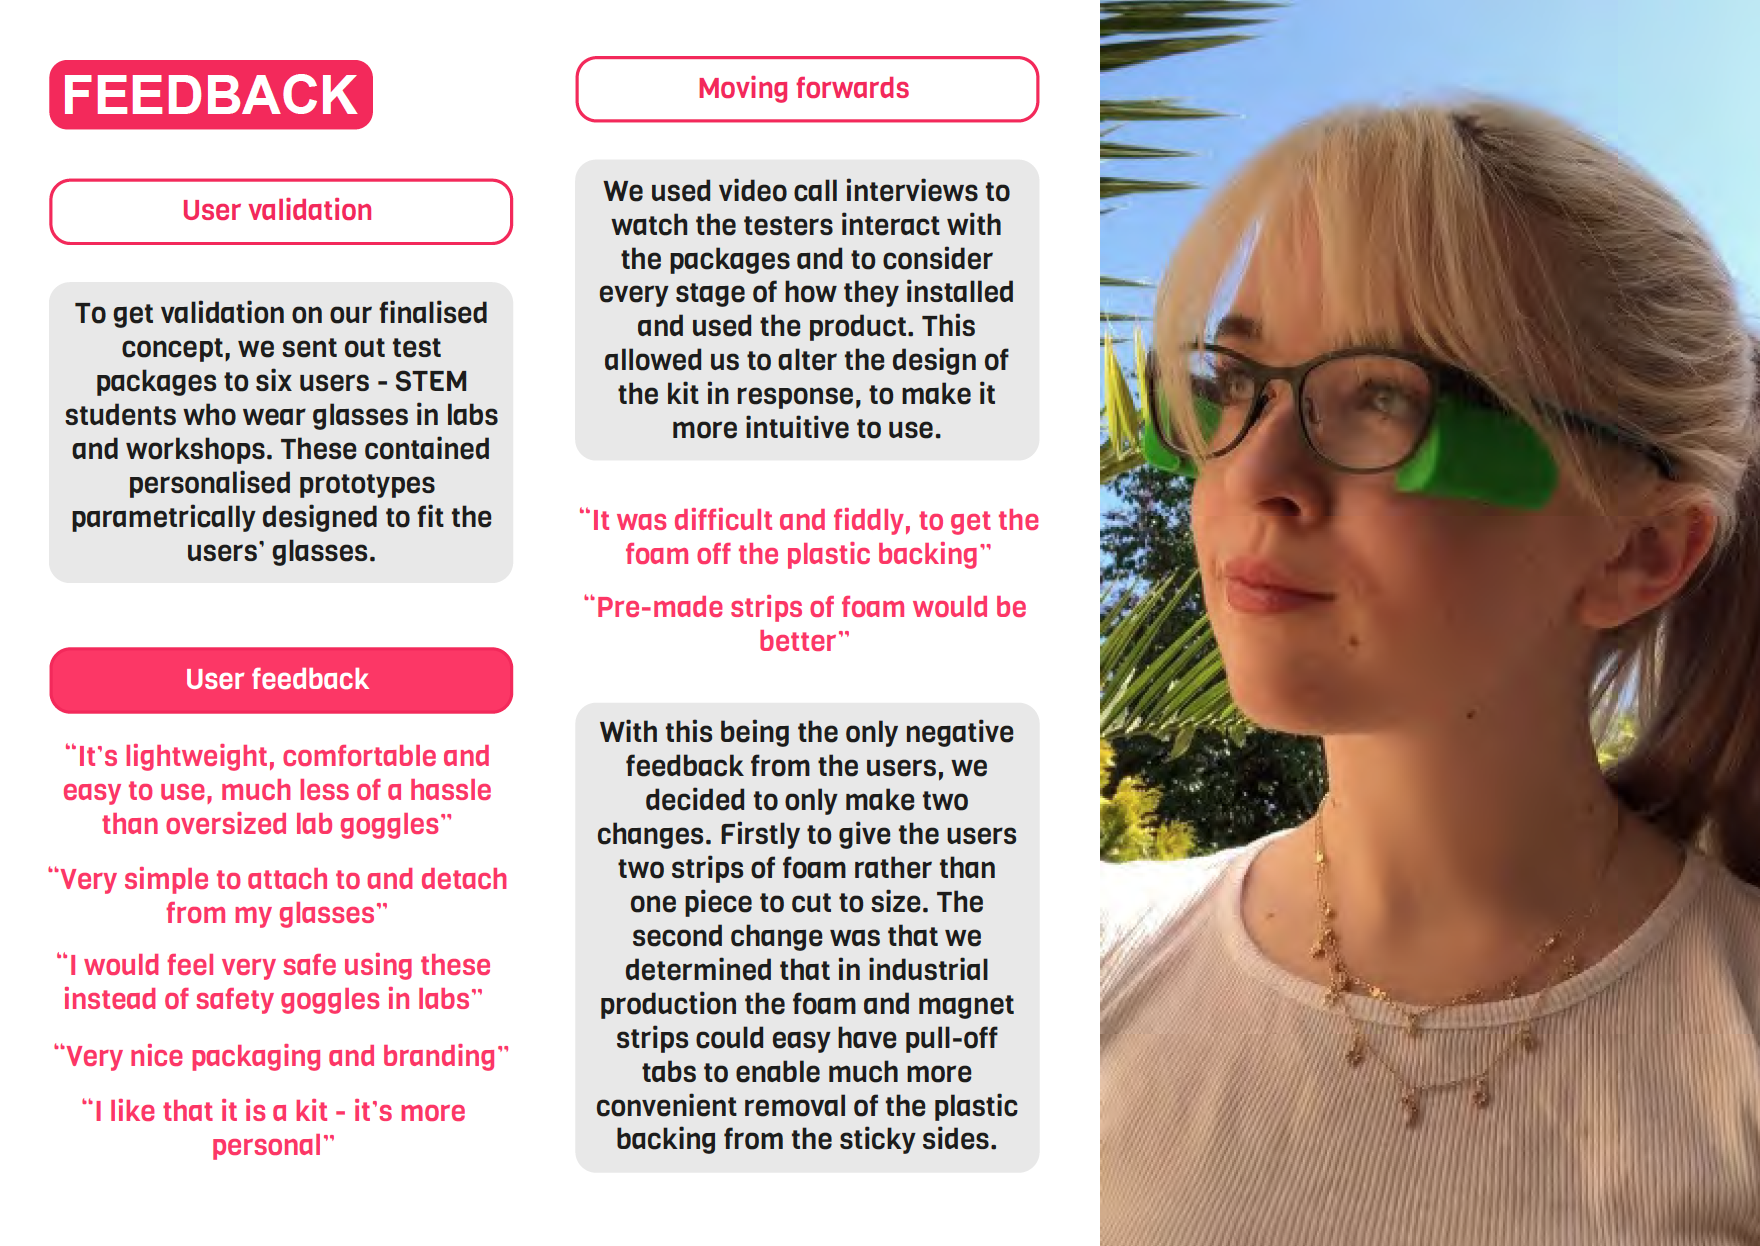 FEEDBACK
User validation
To get validation on our finalised
concept, we sent out test
packages to six users - STEM
students who wear glasses in labs
and workshops. These contained
personalised prototypes
parametrically designed to fit the
users’ glasses.
User feedback
“It’s lightweight, comfortable and
easy to use, much less of a hassle
than oversized lab goggles”
“Very simple to attach to and detach
from my glasses”
“I would feel very safe using these
instead of safety goggles in labs”
“Very nice packaging and branding”
“I like that it is a kit - it’s more
personal”
Moving forwards
We used video call interviews to
watch the testers interact with
the packages and to consider
every stage of how they installed
and used the product. This
allowed us to alter the design of
the kit in response, to make it
more intuitive to use.
“It was difficult and fiddly, to get the
foam off the plastic backing”
“Pre-made strips of foam would be
better”
With this being the only negative
feedback from the users, we
decided to only make two
changes. Firstly to give the users
two strips of foam rather than
one piece to cut to size. The
second change was that we
determined that in industrial
production the foam and magnet
strips could easy have pull-off
tabs to enable much more
convenient removal of the plastic
backing from the sticky sides.